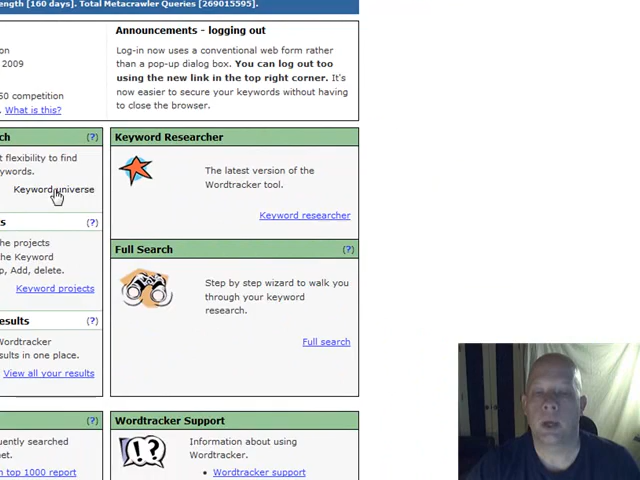 ength [160 days]. Total Metacrawler Queries [269015595].
on
2009
50 competition
. What is this?
Announcements - logging out
Log-in now uses a conventional web form rather
than a pop-up dialog box. You can log out too
using the new link in the top right corner. It's
now easier to secure your keywords without having
to close the browser.
ch (?)
t flexibility to find
ywords.
Keyword universe
s (?)
he projects
he Keyword
p, Add, delete.
Keyword projects
esults (?)
Wordtracker
sults in one place.
View all your results
Keyword Researcher
The latest version of the
Wordtracker tool.
Keyword researcher
Full Search (?)
Step by step wizard to walk you
through your keyword
research.
Full search
(?)
uently searched
et.
n top 1000 report
Wordtracker Support
!?
Information about using
Wordtracker.
• Wordtracker support